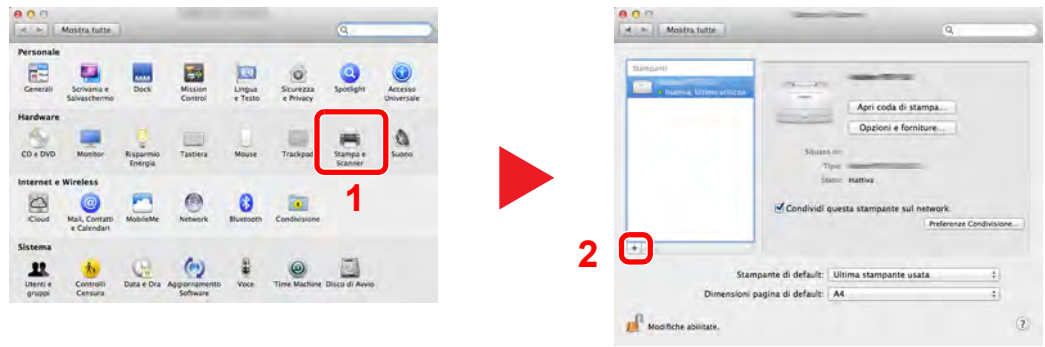 Mostra tutte
Personale
Generali
Scrivania e
Salvaschermo
Dock
Mission
Control
Lingua
e Testo
Sicurezza
e Privacy
Spotlight
Accesso
Universale
Hardware
CD e DVD
Monitor
Risparmio
Energia
Tastiera
Mouse
Trackpad
Stampa e
Scanner
Suono
1
Internet e Wireless
iCloud
Mail, Contatti
e Calendari
MobileMe
Network
Bluetooth
Condivisione
Sistema
Utenti e
gruppi
Controlli
Censura
Data e Ora
Aggiornamento
Software
Voce
Time Machine
Disco di Avvio
Mostra tutte
Stampanti
Inattiva, Ultimo utilizzo
Apri coda di stampa...
Opzioni e forniture...
Situato in:
Tipo:
Stato: Inattiva
Condividi questa stampante sul network
Preferenze Condivisione...
2
+
Stampante di default: Ultima stampante usata
Dimensioni pagina di default: A4
Modifiche abilitate.
?